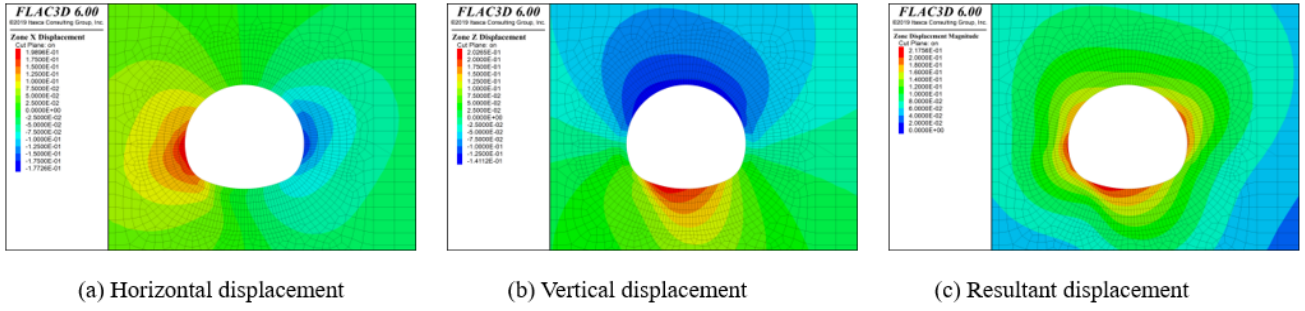 FLAC3D 6.00
©2019 Itasca Consulting Group, Inc.
Zone X Displacement
Cut Plane: on
1.9896E-01
1.7500E-01
1.5000E-01
1.2500E-01
1.0000E-01
7.5000E-02
5.0000E-02
2.5000E-02
0.0000E+00
-2.5000E-02
-5.0000E-02
-7.5000E-02
-1.0000E-01
-1.2500E-01
-1.5000E-01
-1.7500E-01
-1.7726E-01
(a) Horizontal displacement
FLAC3D 6.00
©2019 Itasca Consulting Group, Inc.
Zone Z Displacement
Cut Plane: on
2.0265E-01
2.0000E-01
1.7500E-01
1.5000E-01
1.2500E-01
1.0000E-01
7.5000E-02
5.0000E-02
2.5000E-02
0.0000E+00
-2.5000E-02
-5.0000E-02
-7.5000E-02
-1.0000E-01
-1.2500E-01
-1.4112E-01
(b) Vertical displacement
FLAC3D 6.00
©2019 Itasca Consulting Group, Inc.
Zone Displacement Magnitude
Cut Plane: on
2.1756E-01
2.0000E-01
1.8000E-01
1.6000E-01
1.4000E-01
1.2000E-01
1.0000E-01
8.0000E-02
6.0000E-02
4.0000E-02
2.0000E-02
0.0000E+00
(c) Resultant displacement